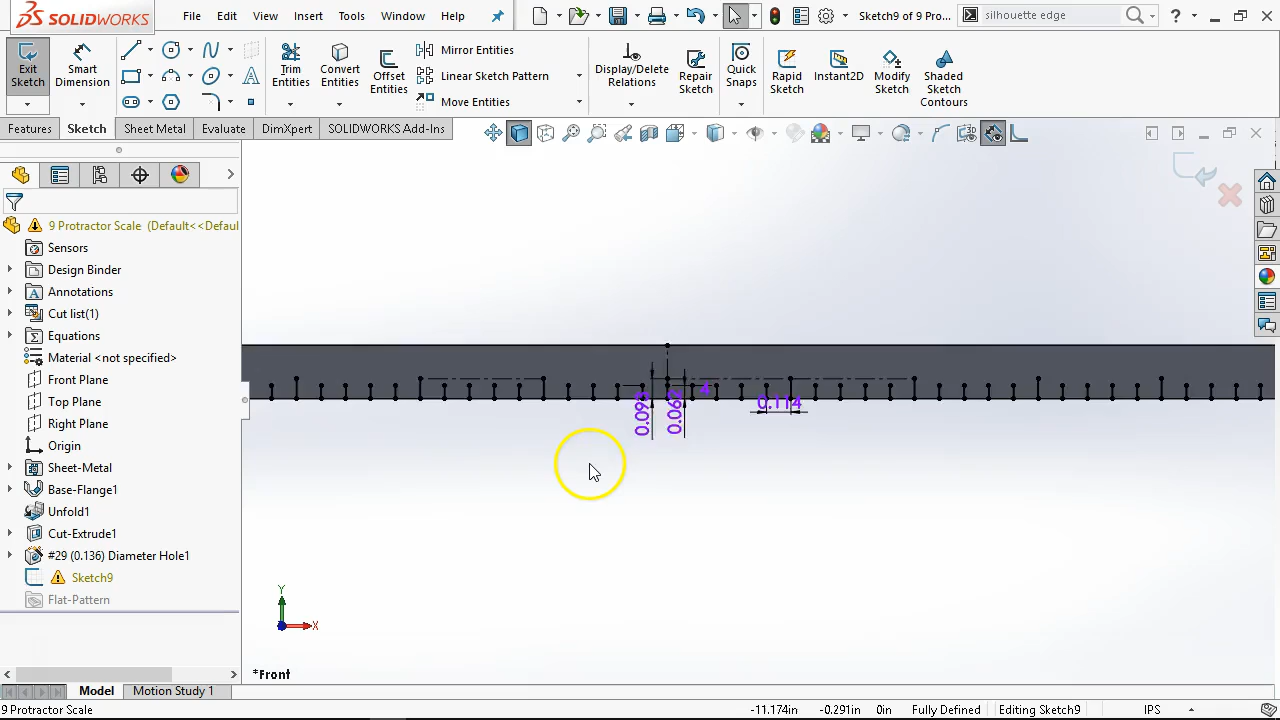 SOLIDWORKS
File
Edit
View
Insert
Tools
Window
Help
Sketch9 of 9 Pro...
silhouette edge
Exit Sketch
Smart Dimension
Trim Entities
Convert Entities
Offset Entities
Mirror Entities
Linear Sketch Pattern
Move Entities
Display/Delete Relations
Repair Sketch
Quick Snaps
Rapid Sketch
Instant2D
Modify Sketch
Shaded Sketch Contours
Features
Sketch
Sheet Metal
Evaluate
DimXpert
SOLIDWORKS Add-Ins
9 Protractor Scale (Default<<Defaul
Sensors
Design Binder
Annotations
Cut list(1)
Equations
Material <not specified>
Front Plane
Top Plane
Right Plane
Origin
Sheet-Metal
Base-Flange1
Unfold1
Cut-Extrude1
#29 (0.136) Diameter Hole1
Sketch9
Flat-Pattern
4
0.114
Y
X
*Front
Model
Motion Study 1
9 Protractor Scale
-11.174in
-0.291in
0in
Fully Defined
Editing Sketch9
IPS